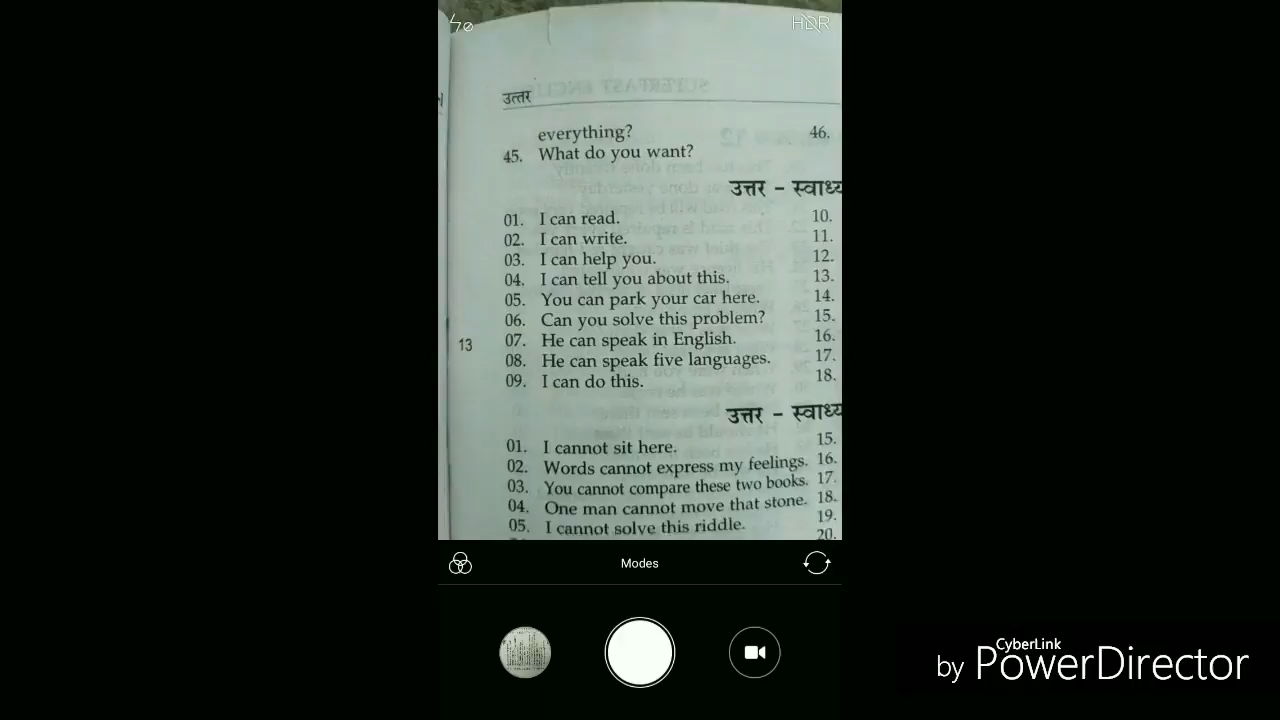 HDR
उत्तर
everything? 46.
45. What do you want?
उत्तर – स्वाध्य
01. I can read. 10.
02. I can write. 11.
03. I can help you. 12.
04. I can tell you about this. 13.
05. You can park your car here. 14.
06. Can you solve this problem? 15.
13 07. He can speak in English. 16.
08. He can speak five languages. 17.
09. I can do this. 18.
उत्तर – स्वाध्य
15.
01. I cannot sit here.
02. Words cannot express my feelings. 16.
03. You cannot compare these two books. 17.
04. One man cannot move that stone. 18.
05. I cannot solve this riddle. 19.
20.
Modes
CyberLink
by PowerDirector